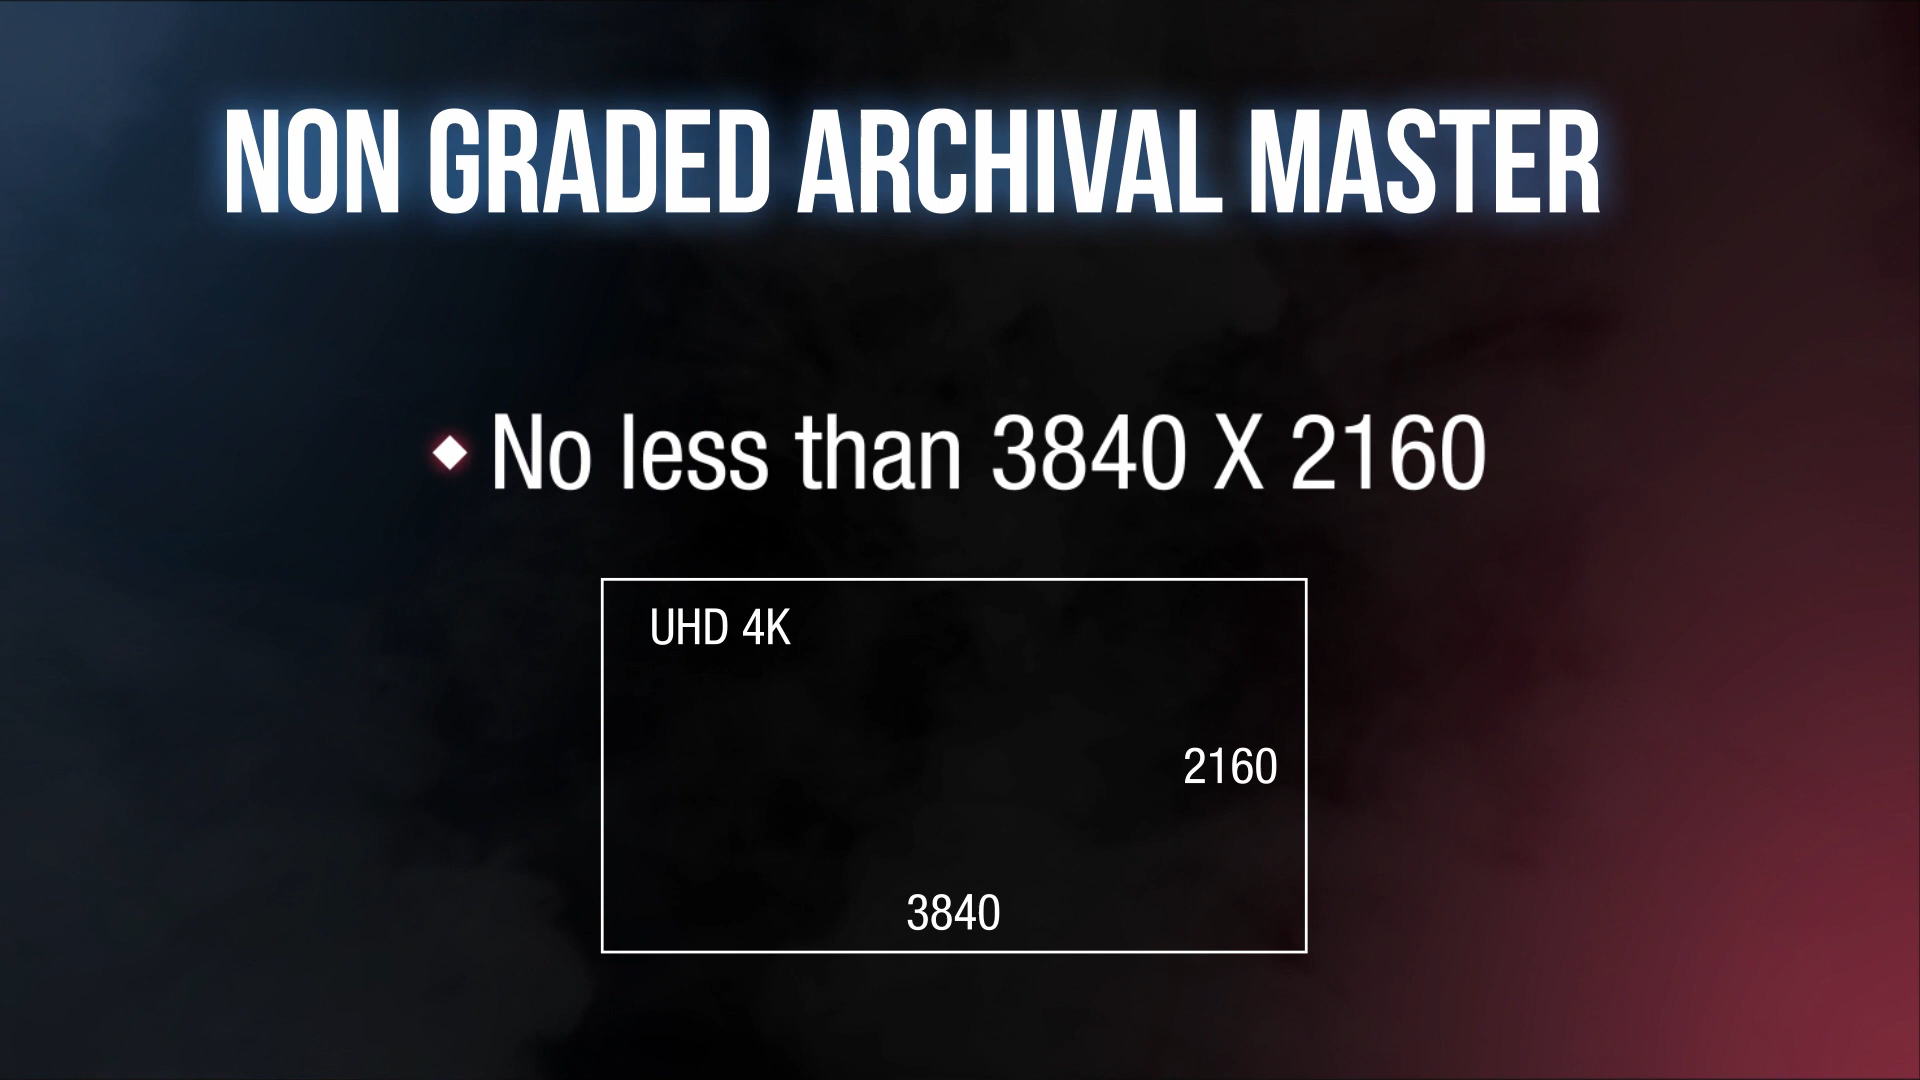 NON GRADED ARCHIVAL MASTER
No less than 3840 X 2160
UHD 4K
2160
3840